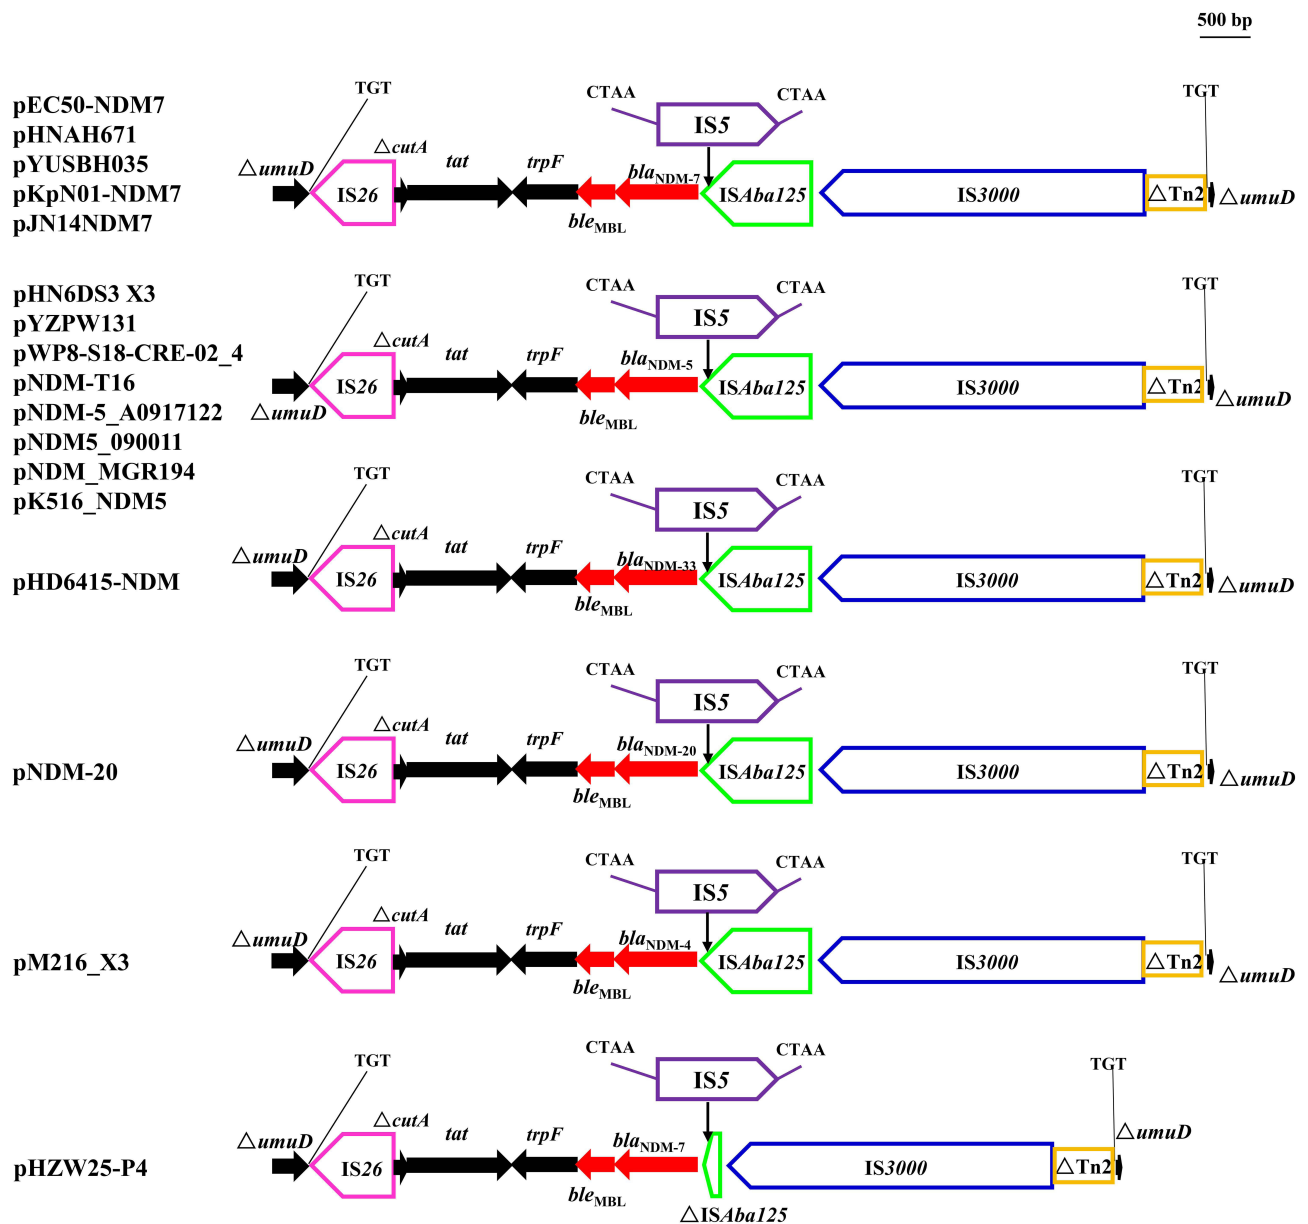 500 bp
pEC50-NDM7
pHNAH671
pYUSBH035
pKpN01-NDM7
pJN14NDM7
TGT
CTAA
CTAA
TGT
IS5
△umuD
△cutA
tat
trpF
blaNDM-7
IS26
bleMBL
ISAba125
IS3000
△Tn2
△umuD
pHN6DS3 X3
pYZPW131
pWP8-S18-CRE-02_4
pNDM-T16
pNDM-5_A0917122
pNDM5_090011
pNDM_MGR194
pK516_NDM5
TGT
CTAA
CTAA
TGT
IS5
△cutA
tat
trpF
blaNDM-5
△umuD
IS26
bleMBL
ISAba125
IS3000
△Tn2
△umuD
pHD6415-NDM
TGT
CTAA
CTAA
TGT
IS5
△umuD
△cutA
tat
trpF
blaNDM-33
IS26
bleMBL
ISAba125
IS3000
△Tn2
△umuD
pNDM-20
TGT
CTAA
CTAA
TGT
IS5
△umuD
△cutA
tat
trpF
blaNDM-20
IS26
bleMBL
ISAba125
IS3000
△Tn2
△umuD
pM216_X3
TGT
CTAA
CTAA
TGT
IS5
△umuD
△cutA
tat
trpF
blaNDM-4
IS26
bleMBL
ISAba125
IS3000
△Tn2
△umuD
pHZW25-P4
TGT
CTAA
CTAA
TGT
IS5
△umuD
△cutA
tat
trpF
blaNDM-7
△umuD
IS26
bleMBL
△ISAba125
IS3000
△Tn2